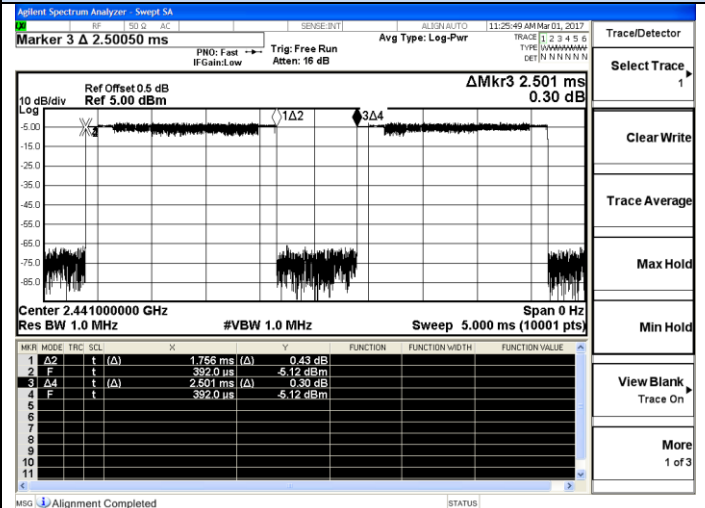 Agilent Spectrum Analyzer - Swept SA
RF 50 Ω AC SENSE:INT ALIGN AUTO 11:25:49 AM Mar 01, 2017
Marker 3 Δ 2.50050 ms
PNO: Fast
IFGain:Low
Trig: Free Run
Atten: 16 dB
Avg Type: Log-Pwr
TRACE 1 2 3 4 5 6
TYPE WWWWWW
DET N N N N N N
Trace/Detector
Select Trace
1
Clear Write
Trace Average
Max Hold
Min Hold
View Blank
Trace On
More
1 of 3
Ref Offset 0.5 dB
10 dB/div Ref 5.00 dBm
ΔMkr3 2.501 ms
0.30 dB
Log
1Δ2
3Δ4
-5.00
-15.0
-25.0
-35.0
-45.0
-55.0
-65.0
-75.0
-85.0
Center 2.441000000 GHz
Span 0 Hz
Res BW 1.0 MHz
#VBW 1.0 MHz
Sweep 5.000 ms (10001 pts)
MKR MODE TRC SCL X Y FUNCTION FUNCTION WIDTH FUNCTION VALUE
1 Δ2 t (Δ) 1.756 ms (Δ) 0.43 dB
2 F t 392.0 µs -5.12 dBm
3 Δ4 t (Δ) 2.501 ms (Δ) 0.30 dB
4 F t 392.0 µs -5.12 dBm
5
6
7
8
9
10
11
MSG Alignment Completed
STATUS